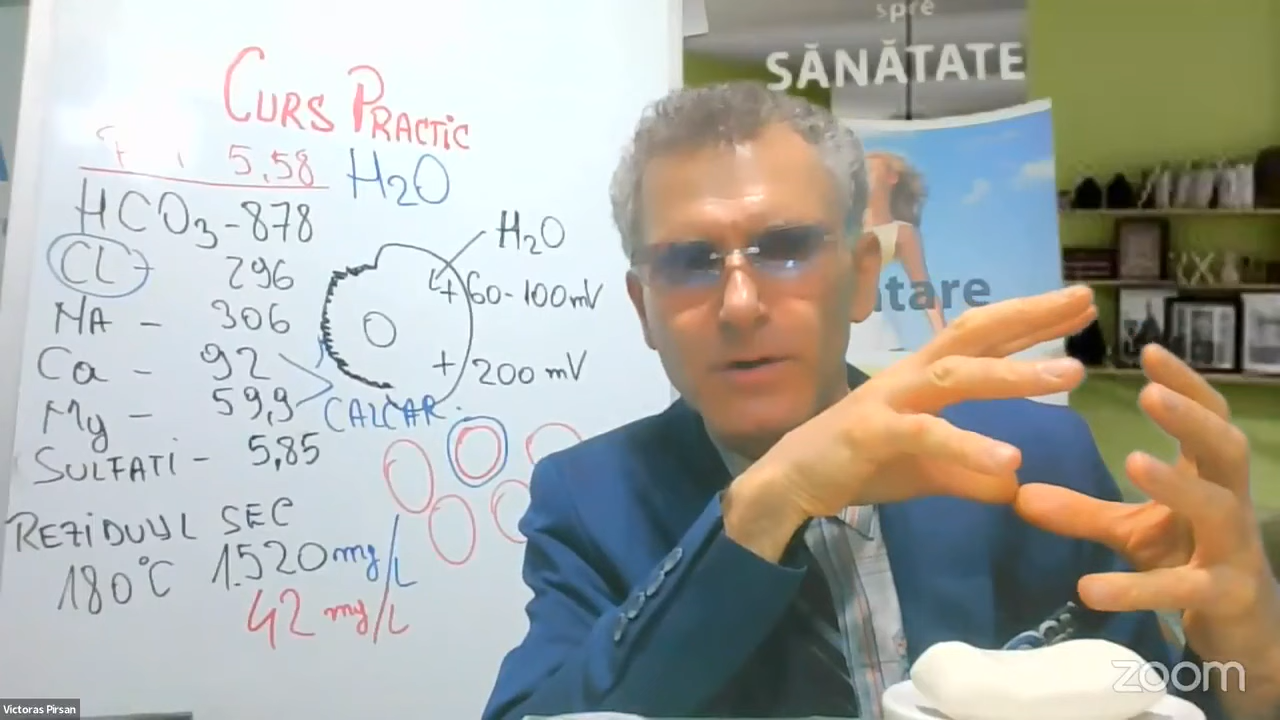 spre
SĂNĂTATE
CURS PRACTIC
5,58 H2O
HCO3-878
CL - 296
NA - 306
Ca - 92
My - 59,9
CALCAR.
SULFATI - 5,85
REZIDUUL SEC
180°C 1.520 mg/L
42 mg/L
H2O
+ 60-100mV
+ 200 mV
tare
zoom
Victoras Pirsan